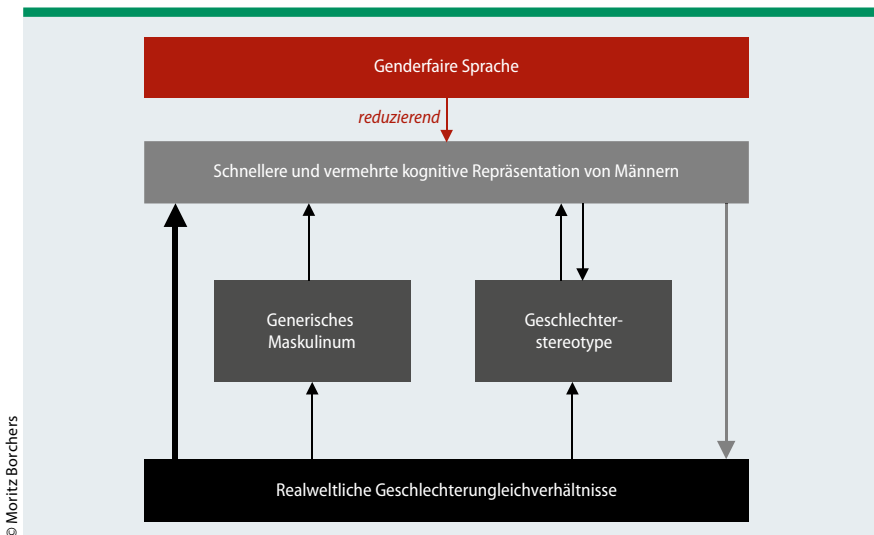 Genderfaire Sprache
reduzierend
Schnellere und vermehrte kognitive Repräsentation von Männern
Generisches
Maskulinum
Geschlechter-
stereotype
Realweltliche Geschlechterungleichverhältnisse
© Moritz Borchers